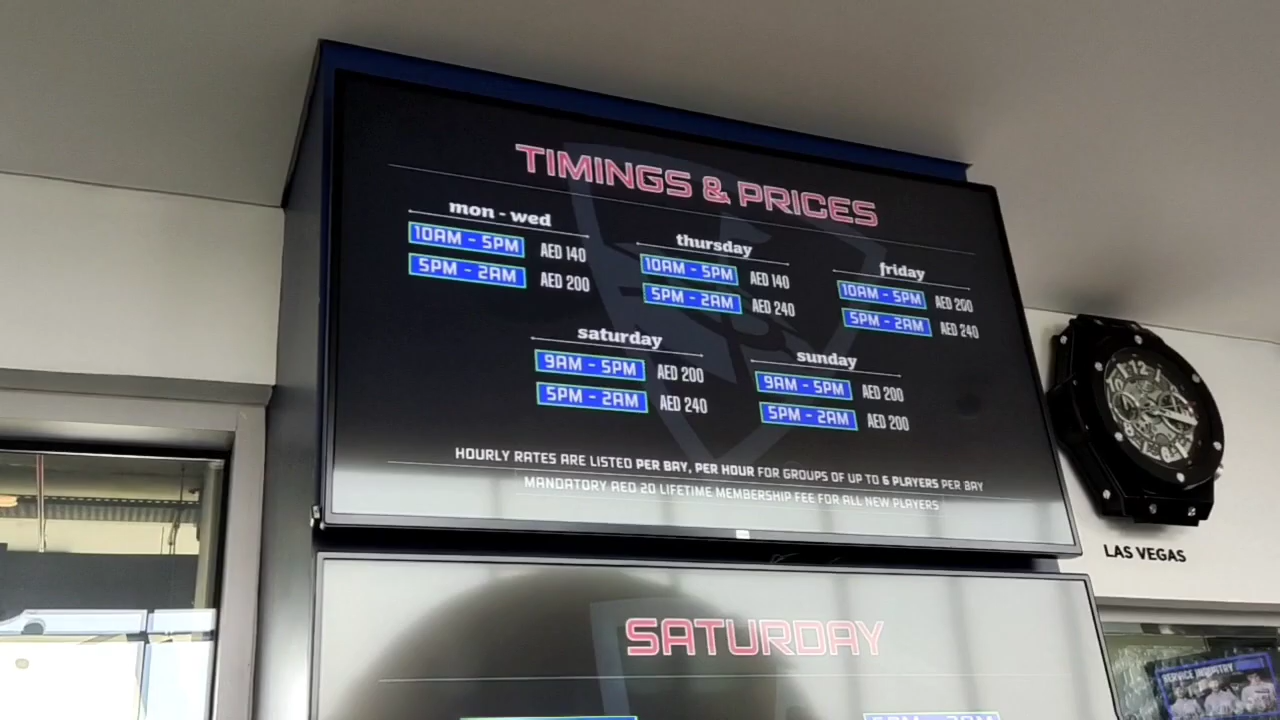 TIMINGS & PRICES
mon - wed
10AM - 5PM AED 140
5PM - 2AM AED 200
thursday
10AM - 5PM AED 140
5PM - 2AM AED 240
friday
10AM - 5PM AED 200
5PM - 2AM AED 240
saturday
9AM - 5PM AED 200
5PM - 2AM AED 240
sunday
9AM - 5PM AED 200
5PM - 2AM AED 200
HOURLY RATES ARE LISTED PER BAY, PER HOUR FOR GROUPS OF UP TO 6 PLAYERS PER BAY
MANDATORY AED 20 LIFETIME MEMBERSHIP FEE FOR ALL NEW PLAYERS
12
LAS VEGAS
SATURDAY
SERVICE INDUSTRY